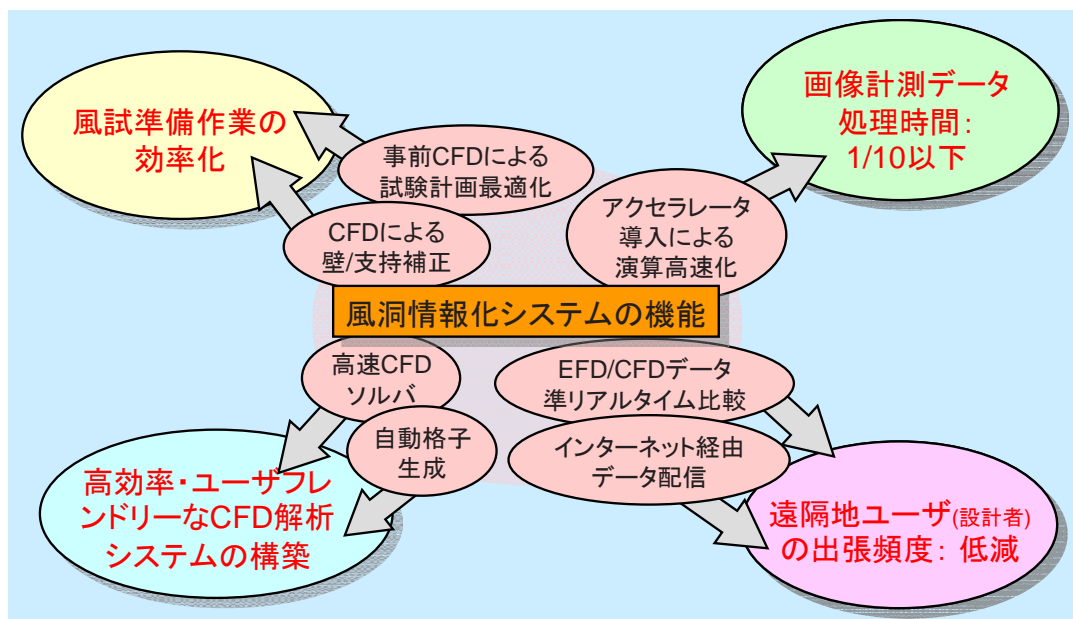 風試準備作業の
効率化
画像計測データ
処理時間：
1/10以下
事前CFDによる
試験計画最適化
CFDによる
壁/支持補正
アクセラレータ
導入による
演算高速化
風洞情報化システムの機能
高速CFD
ソルバ
自動格子
生成
EFD/CFDデータ
準リアルタイム比較
インターネット経由
データ配信
高効率・ユーザフレ
ンドリーなCFD解析
システムの構築
遠隔地ユーザ(設計者)
の出張頻度：低減